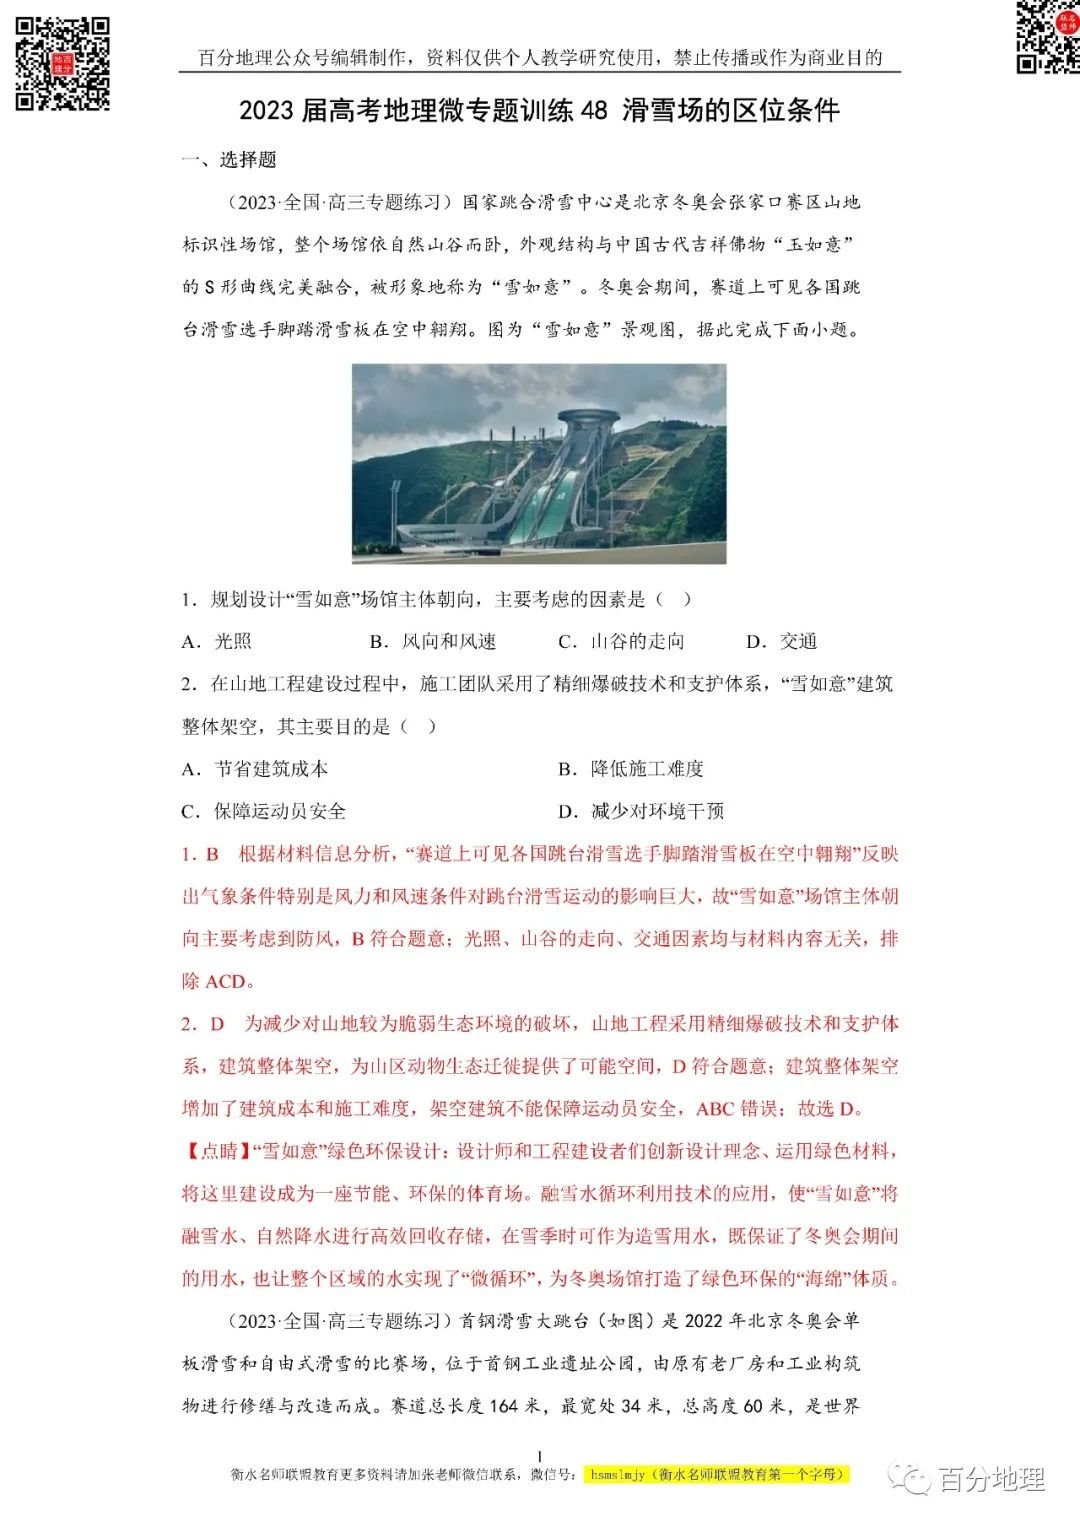 百分地理公众号编辑制作，资料仅供个人教学研究使用，禁止传播或作为商业目的
2023 届高考地理微专题训练 48 滑雪场的区位条件
一、选择题
（2023·全国·高三专题练习）国家跳台滑雪中心是北京冬奥会张家口赛区山地
标识性场馆，整个场馆依自然山谷而卧，外观结构与中国古代吉祥佛物“玉如意”
的 S 形曲线完美融合，被形象地称为“雪如意”。冬奥会期间，赛道上可见各国跳
台滑雪选手脚踏滑雪板在空中翱翔。图为“雪如意”景观图，据此完成下面小题。
1．规划设计“雪如意”场馆主体朝向，主要考虑的因素是（ ）
A．光照 B．风向和风速 C．山谷的走向 D．交通
2．在山地工程建设过程中，施工团队采用了精细爆破技术和支护体系，“雪如意”建筑
整体架空，其主要目的是（ ）
A．节省建筑成本 B．降低施工难度
C．保障运动员安全 D．减少对环境干预
1．B 根据材料信息分析，“赛道上可见各国跳台滑雪选手脚踏滑雪板在空中翱翔”反映
出气象条件特别是风力和风速条件对跳台滑雪运动的影响巨大，故“雪如意”场馆主体朝
向主要考虑到防风，B 符合题意；光照、山谷的走向、交通因素均与材料内容无关，排
除 ACD。
2．D 为减少对山地较为脆弱生态环境的破坏，山地工程采用精细爆破技术和支护体
系，建筑整体架空，为山区动物生态迁徙提供了可能空间，D 符合题意；建筑整体架空
增加了建筑成本和施工难度，架空建筑不能保障运动员安全，ABC 错误；故选 D。
【点睛】“雪如意”绿色环保设计：设计师和工程建设者们创新设计理念、运用绿色材料，
将这里建设成为一座节能、环保的体育场。融雪水循环利用技术的应用，使“雪如意”将
融雪水、自然降水进行高效回收存储，在雪季时可作为造雪用水，既保证了冬奥会期间
的用水，也让整个区域的水实现了“微循环”，为冬奥场馆打造了绿色环保的“海绵”体质。
（2023·全国·高三专题练习）首钢滑雪大跳台（如图）是 2022 年北京冬奥会单
板滑雪和自由式滑雪的比赛场，位于首钢工业遗址公园，由原有老厂房和工业构筑
物进行修缮与改造而成。赛道总长度 164 米，最宽处 34 米，总高度 60 米，是世界
1
衡水名师联盟教育更多资料请加张老师微信联系，微信号： hsmslmjy（衡水名师联盟教育第一个字母）
百分地理